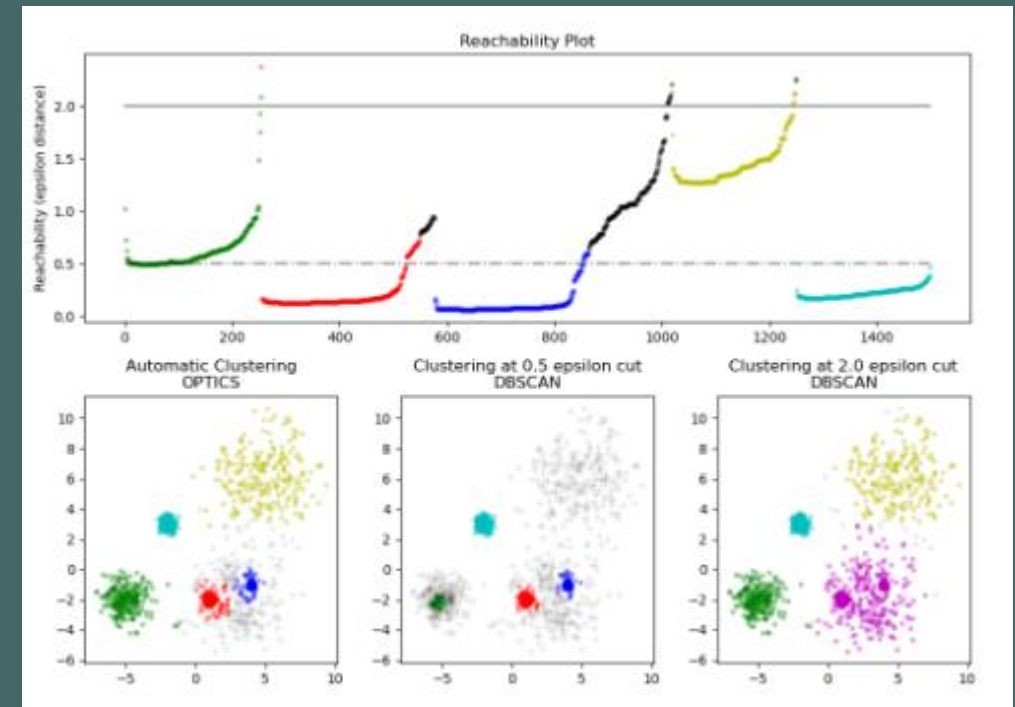 Reachability Plot
Reachability (epsilon distance)
2.0
1.5
1.0
0.5
0.0
0 200 400 600 800 1000 1200 1400
Automatic Clustering
OPTICS
10
8
6
4
2
0
−2
−4
−6
−5 0 5 10
Clustering at 0.5 epsilon cut
DBSCAN
10
8
6
4
2
0
−2
−4
−6
−5 0 5 10
Clustering at 2.0 epsilon cut
DBSCAN
10
8
6
4
2
0
−2
−4
−6
−5 0 5 10